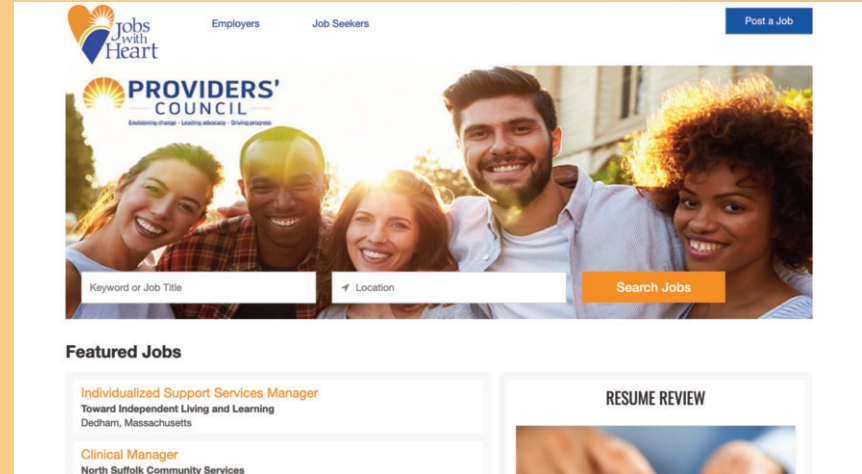 Jobs
with
Heart
Employers
Job Seekers
Post a Job
PROVIDERS'
COUNCIL
Envisioning change - Leading advocacy - Driving progress
Keyword or Job Title
Location
Search Jobs
Featured Jobs
Individualized Support Services Manager
Toward Independent Living and Learning
Dedham, Massachusetts
RESUME REVIEW
Clinical Manager
North Suffolk Community Services